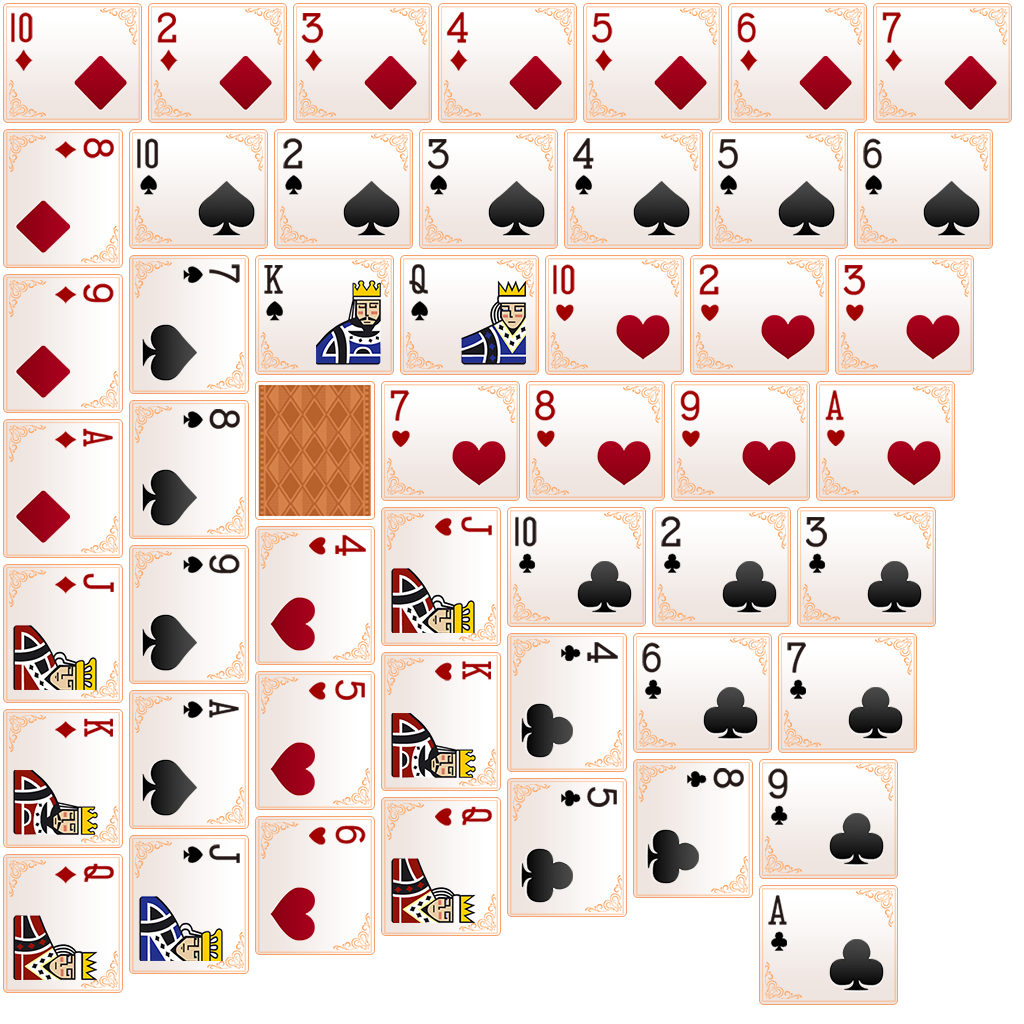 10 2 3 4 5 6 7
8 10 2 3 4 5 6
9 7 K Q 10 2 3
A 8 7 8 9 A
J 9 4 J 10 2 3
K A 5 K 4 6 7
Q J 6 Q 5 8 9
A